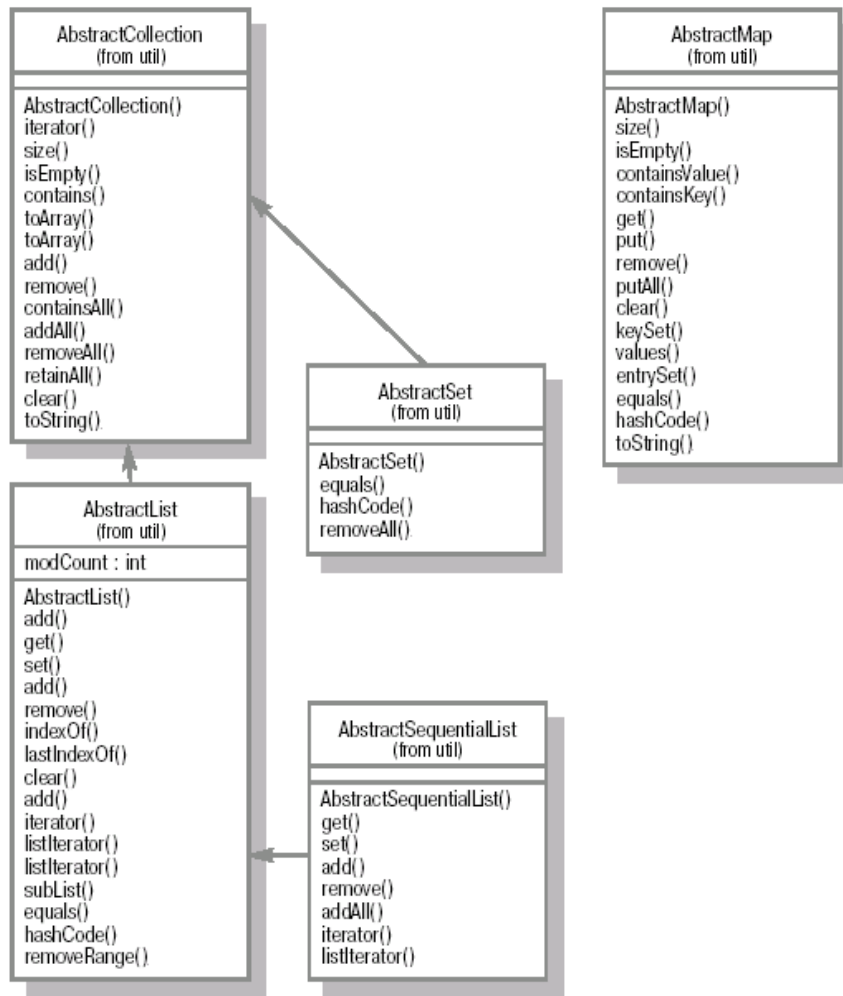 AbstractCollection
(from util)
AbstractCollection()
iterator()
size()
isEmpty()
contains()
toArray()
toArray()
add()
remove()
containsAll()
addAll()
removeAll()
retainAll()
clear()
toString()
AbstractMap
(from util)
AbstractMap()
size()
isEmpty()
containsValue()
containsKey()
get()
put()
remove()
putAll()
clear()
keySet()
values()
entrySet()
equals()
hashCode()
toString()
AbstractSet
(from util)
AbstractSet()
equals()
hashCode()
removeAll()
AbstractList
(from util)
modCount : int
AbstractList()
add()
get()
set()
add()
remove()
indexOf()
lastIndexOf()
clear()
add()
iterator()
listIterator()
listIterator()
subList()
equals()
hashCode()
removeRange()
AbstractSequentialList
(from util)
AbstractSequentialList()
get()
set()
add()
remove()
addAll()
iterator()
listIterator()